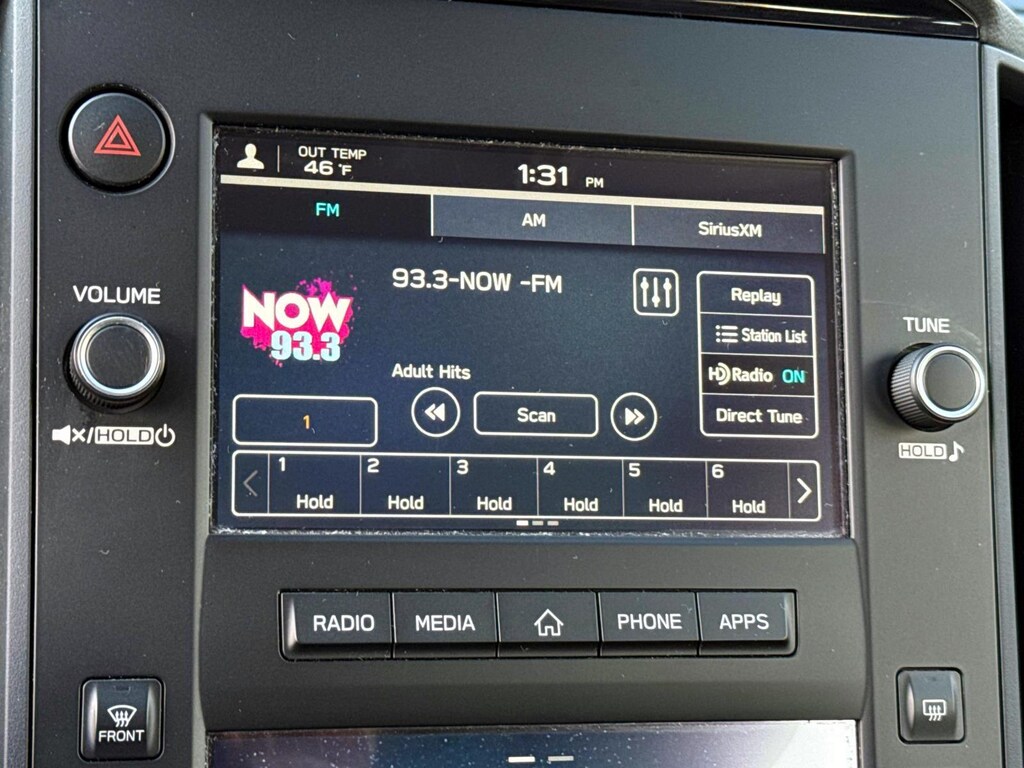 OUT TEMP
46 °F
1:31 PM
FM
AM
SiriusXM
VOLUME
93.3-NOW -FM
NOW
93.3
Replay
Station List
HD Radio ON
Direct Tune
TUNE
Adult Hits
1
Scan
HOLD
HOLD
1
2
3
4
5
6
Hold
Hold
Hold
Hold
Hold
Hold
RADIO
MEDIA
PHONE
APPS
FRONT